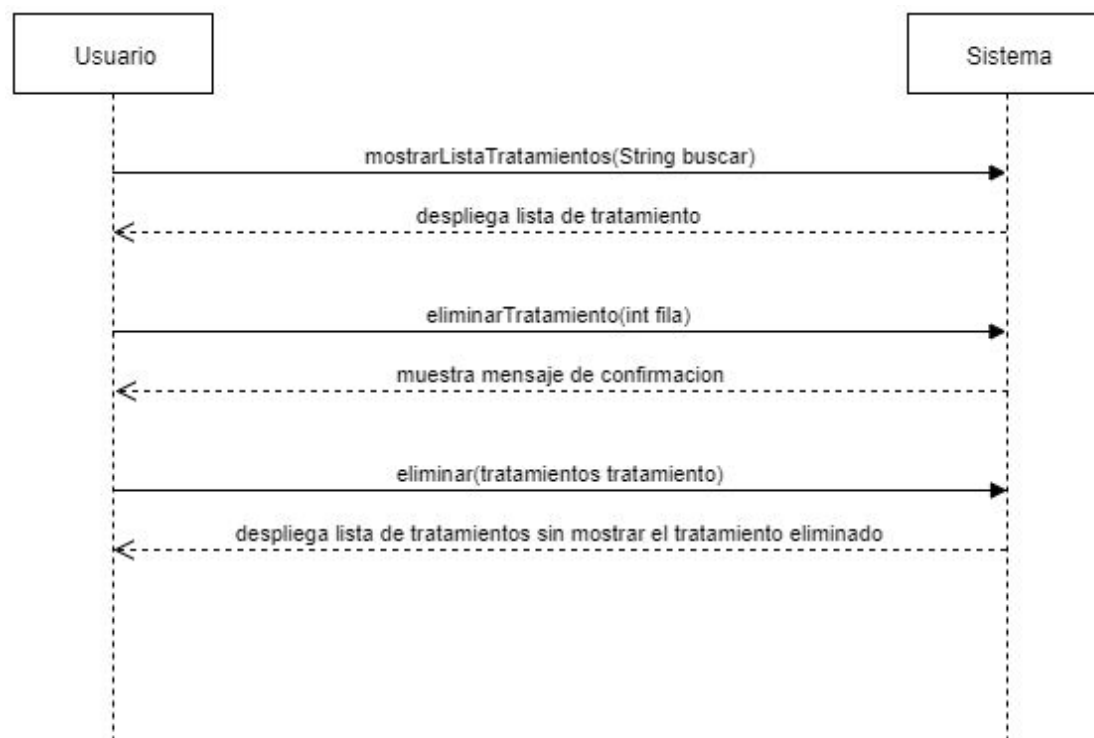 Usuario
Sistema
mostrarListaTratamientos(String buscar)
despliega lista de tratamiento
eliminarTratamiento(int fila)
muestra mensaje de confirmacion
eliminar(tratamientos tratamiento)
despliega lista de tratamientos sin mostrar el tratamiento eliminado